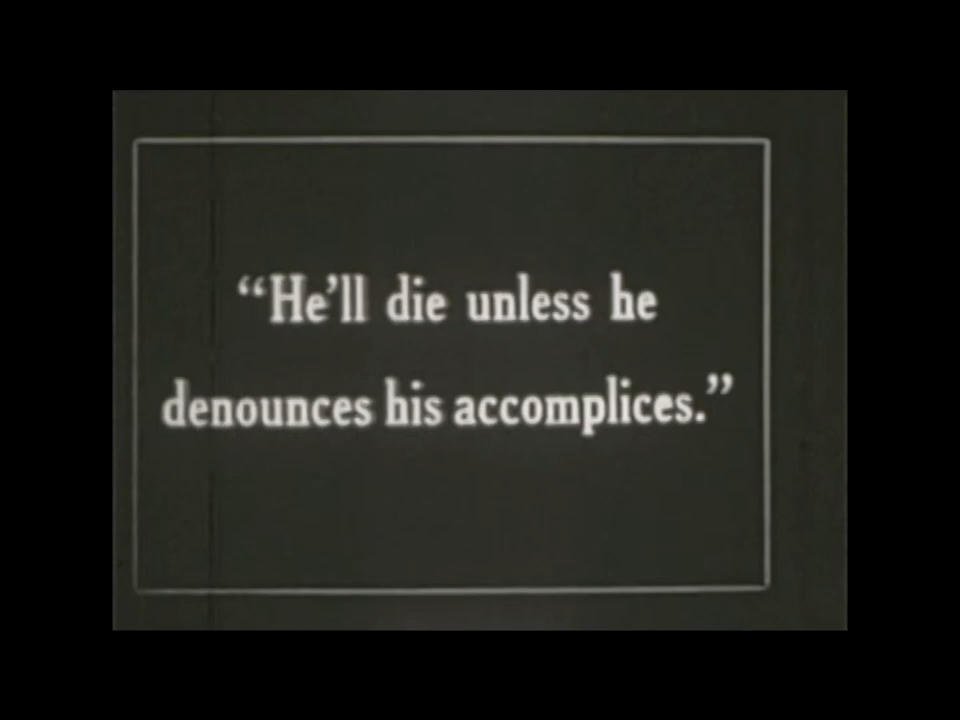 “He’ll die unless he
denounces his accomplices.”